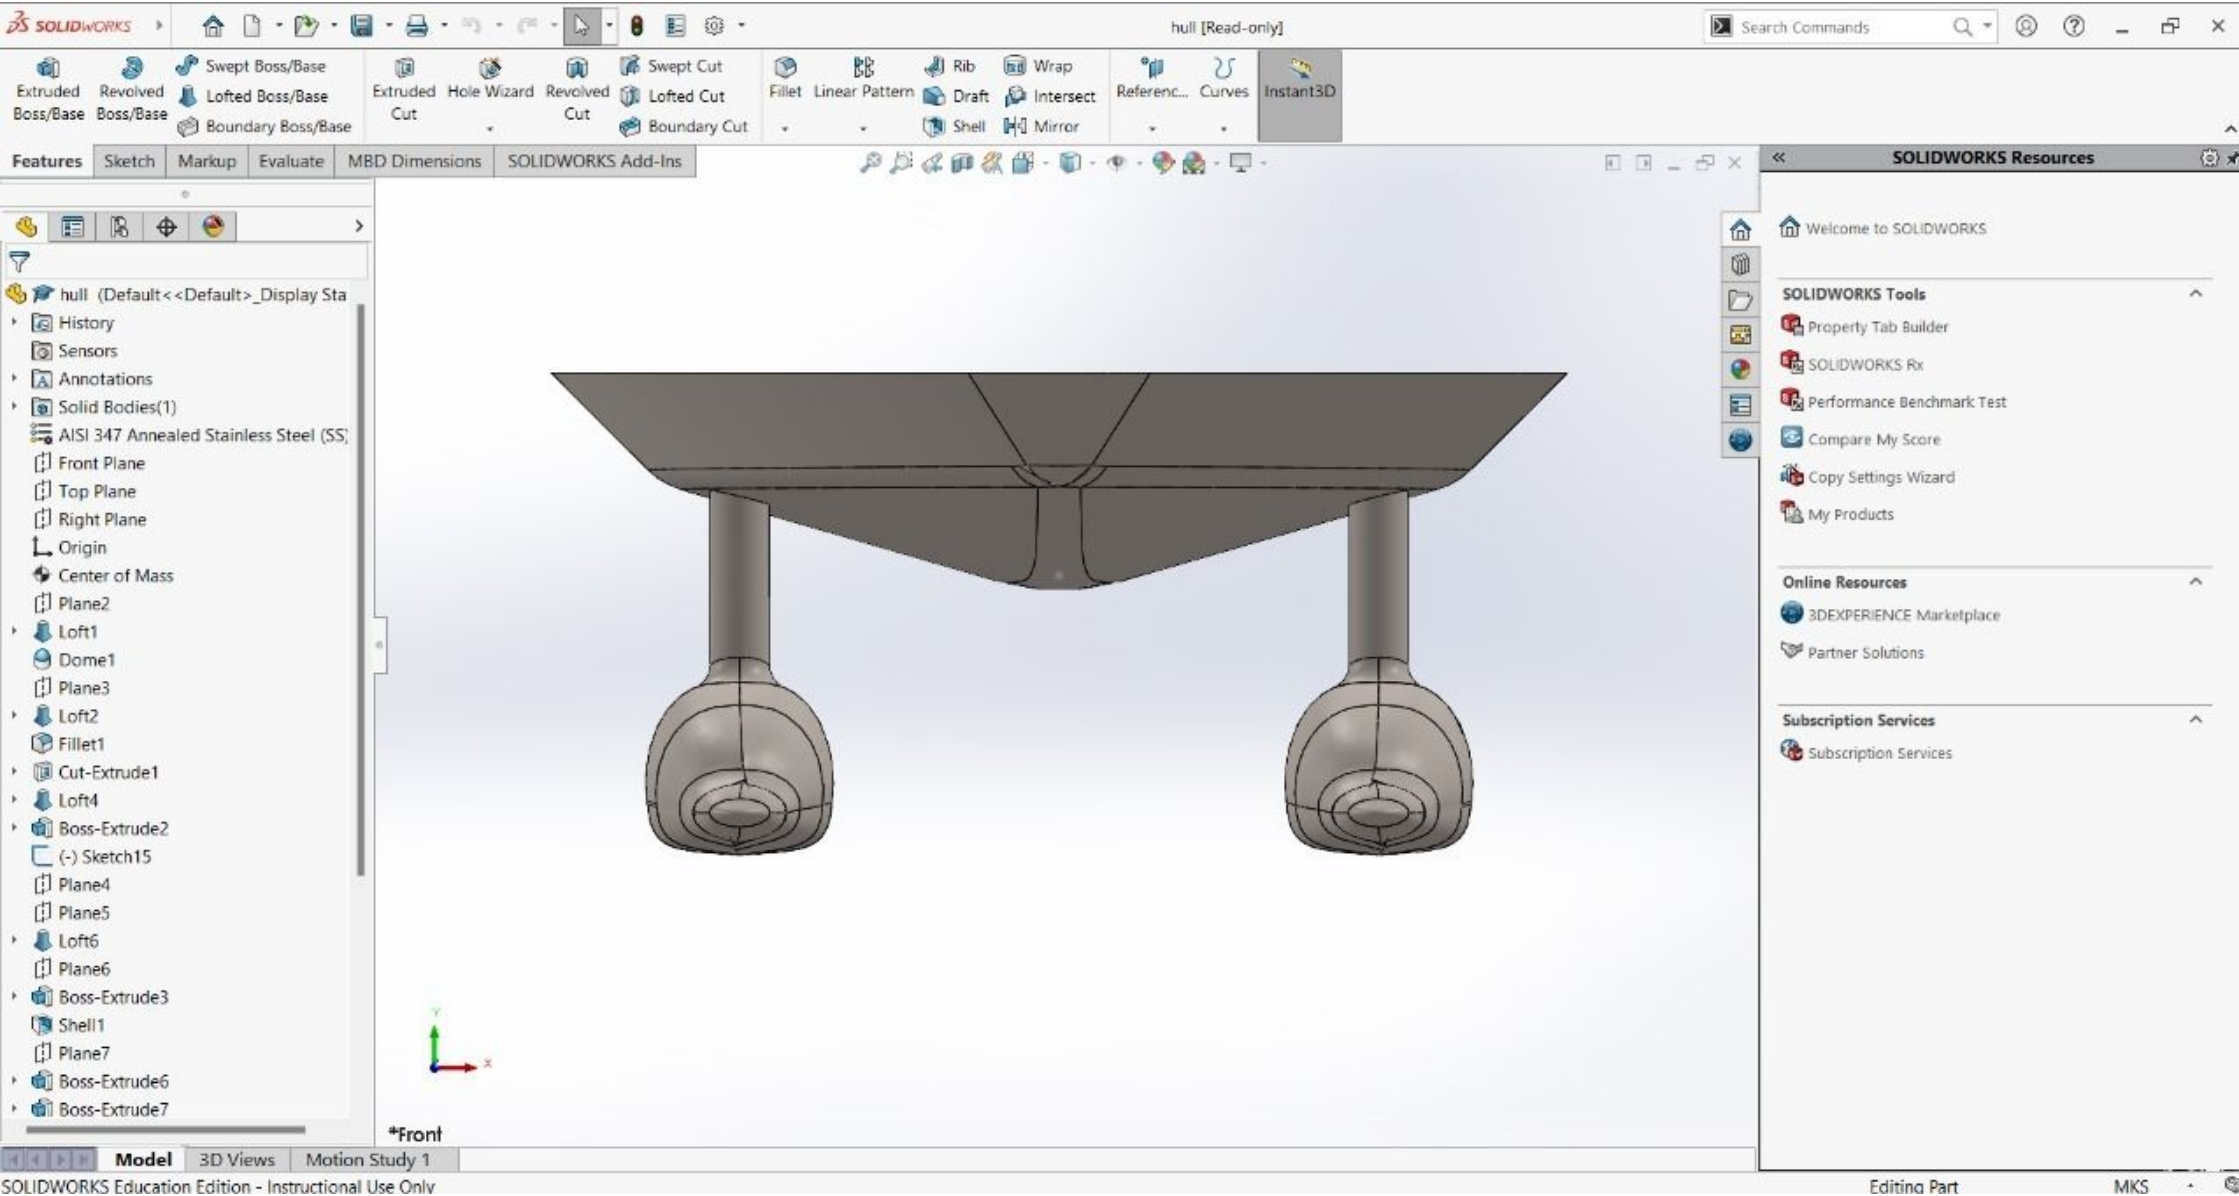 SOLIDWORKS
hull [Read-only]
Search Commands
Extruded Boss/Base
Revolved Boss/Base
Swept Boss/Base
Lofted Boss/Base
Boundary Boss/Base
Extruded Cut
Hole Wizard
Revolved Cut
Swept Cut
Lofted Cut
Boundary Cut
Fillet
Linear Pattern
Rib
Draft
Shell
Wrap
Intersect
Mirror
Referenc...
Curves
Instant3D
Features
Sketch
Markup
Evaluate
MBD Dimensions
SOLIDWORKS Add-Ins
hull (Default<<Default>_Display Sta
History
Sensors
Annotations
Solid Bodies(1)
AISI 347 Annealed Stainless Steel (SS)
Front Plane
Top Plane
Right Plane
Origin
Center of Mass
Plane2
Loft1
Dome1
Plane3
Loft2
Fillet1
Cut-Extrude1
Loft4
Boss-Extrude2
(-) Sketch15
Plane4
Plane5
Loft6
Plane6
Boss-Extrude3
Shell1
Plane7
Boss-Extrude6
Boss-Extrude7
Y
X
*Front
SOLIDWORKS Resources
Welcome to SOLIDWORKS
SOLIDWORKS Tools
Property Tab Builder
SOLIDWORKS Rx
Performance Benchmark Test
Compare My Score
Copy Settings Wizard
My Products
Online Resources
3DEXPERIENCE Marketplace
Partner Solutions
Subscription Services
Subscription Services
Model
3D Views
Motion Study 1
SOLIDWORKS Education Edition - Instructional Use Only
Editing Part
MKS